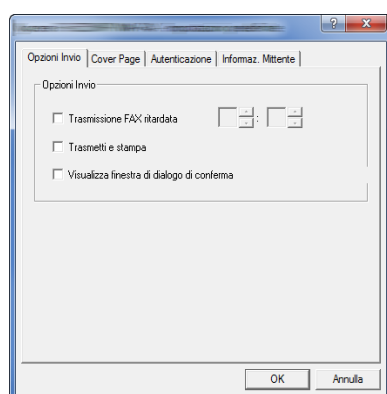 Opzioni Invio Cover Page Autenticazione Informaz. Mittente
Opzioni Invio
Trasmissione FAX ritardata :
Trasmetti e stampa
Visualizza finestra di dialogo di conferma
OK Annulla